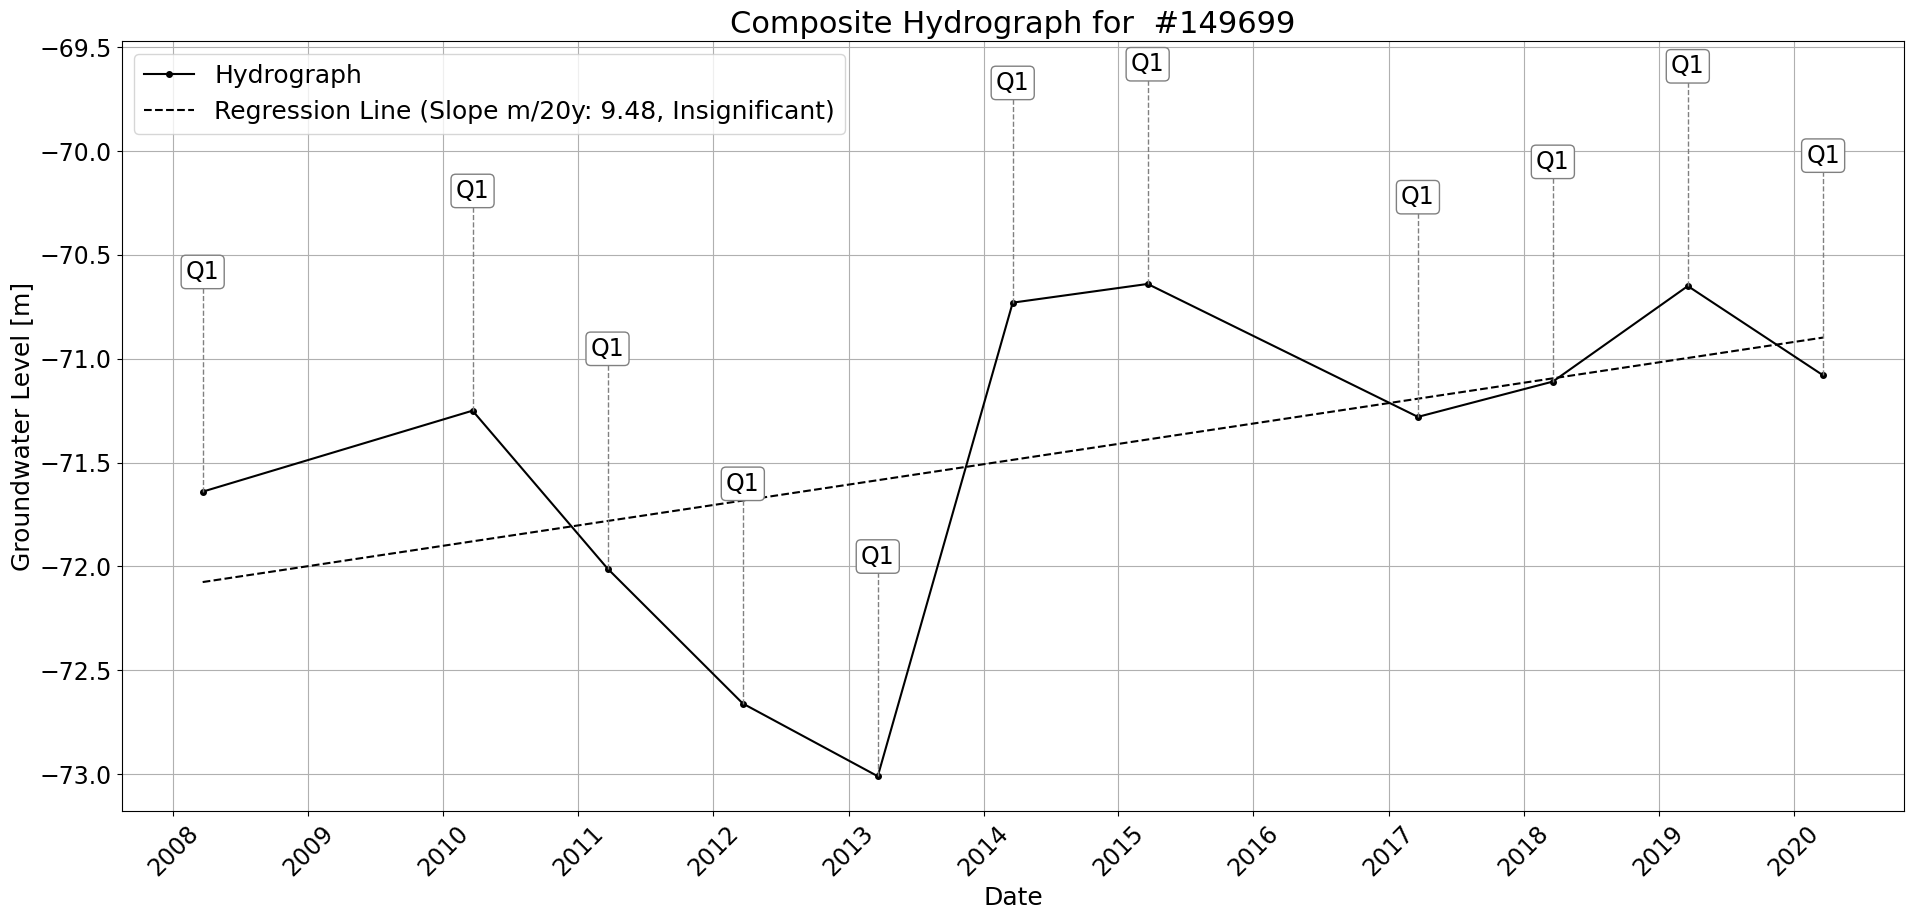 Composite Hydrograph for  #149699
Hydrograph
Regression Line (Slope m/20y: 9.48, Insignificant)
Groundwater Level [m]
−69.5
−70.0
−70.5
−71.0
−71.5
−72.0
−72.5
−73.0
Q1
Q1
Q1
Q1
Q1
Q1
Q1
Q1
Q1
Q1
Q1
2008
2009
2010
2011
2012
2013
2014
2015
2016
2017
2018
2019
2020
Date